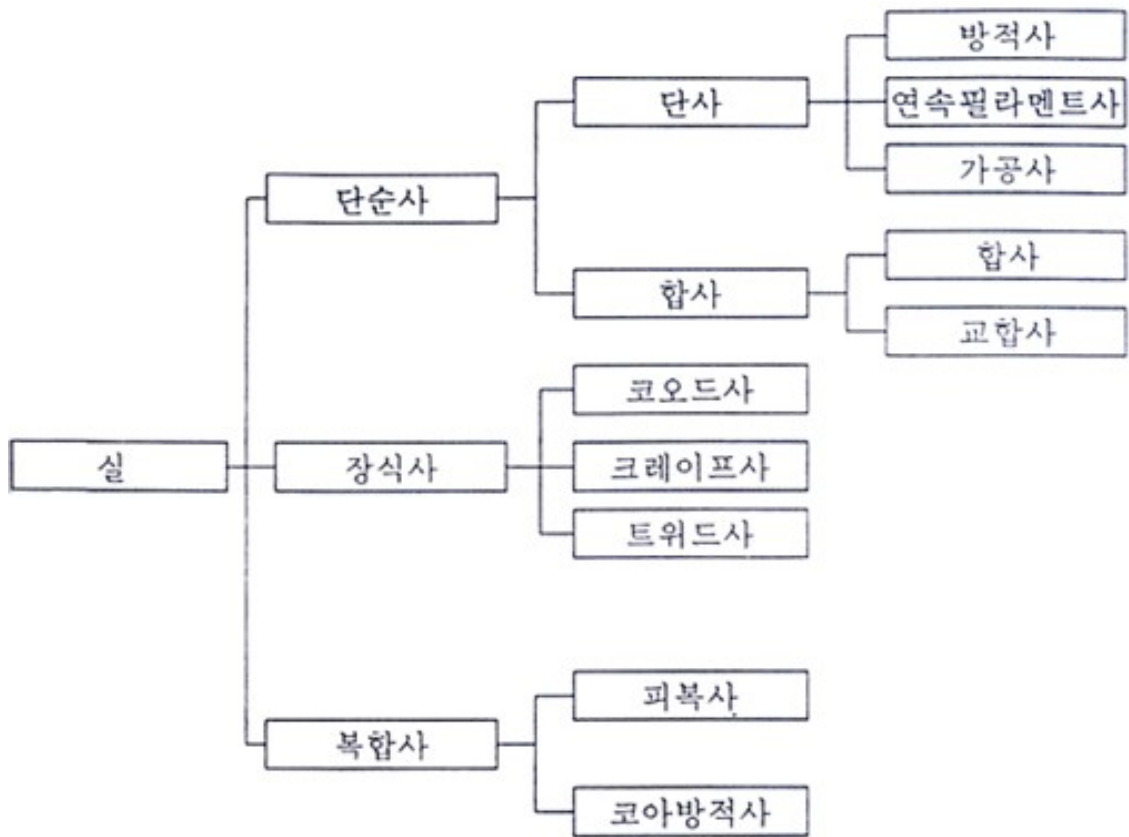 방적사
단사
연속필라멘트사
가공사
단순사
합사
합사
교합사
코오드사
실
장식사
크레이프사
트위드사
피복사
복합사
코아방적사